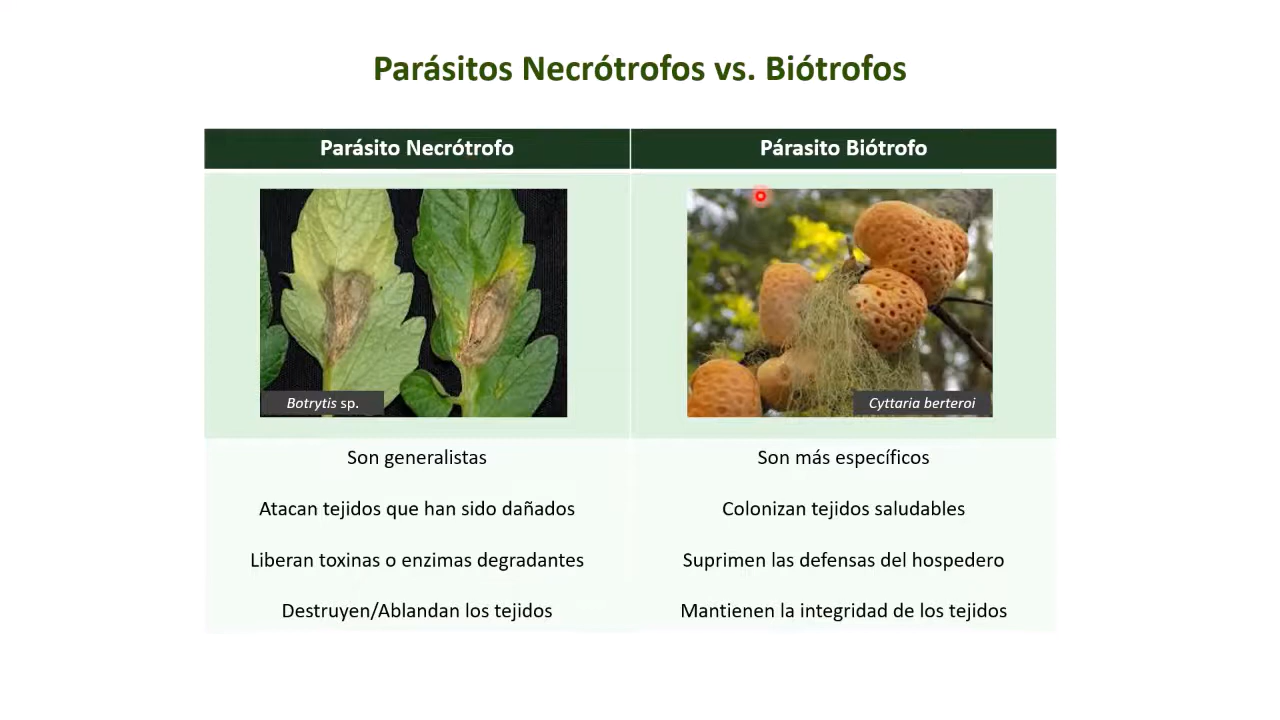 Parásitos Necrótrofos vs. Biótrofos
Parásito Necrótrofo
Párasito Biótrofo
Botrytis sp.
Cyttaria berteroi
Son generalistas
Son más específicos
Atacan tejidos que han sido dañados
Colonizan tejidos saludables
Liberan toxinas o enzimas degradantes
Suprimen las defensas del hospedero
Destruyen/Ablandan los tejidos
Mantienen la integridad de los tejidos